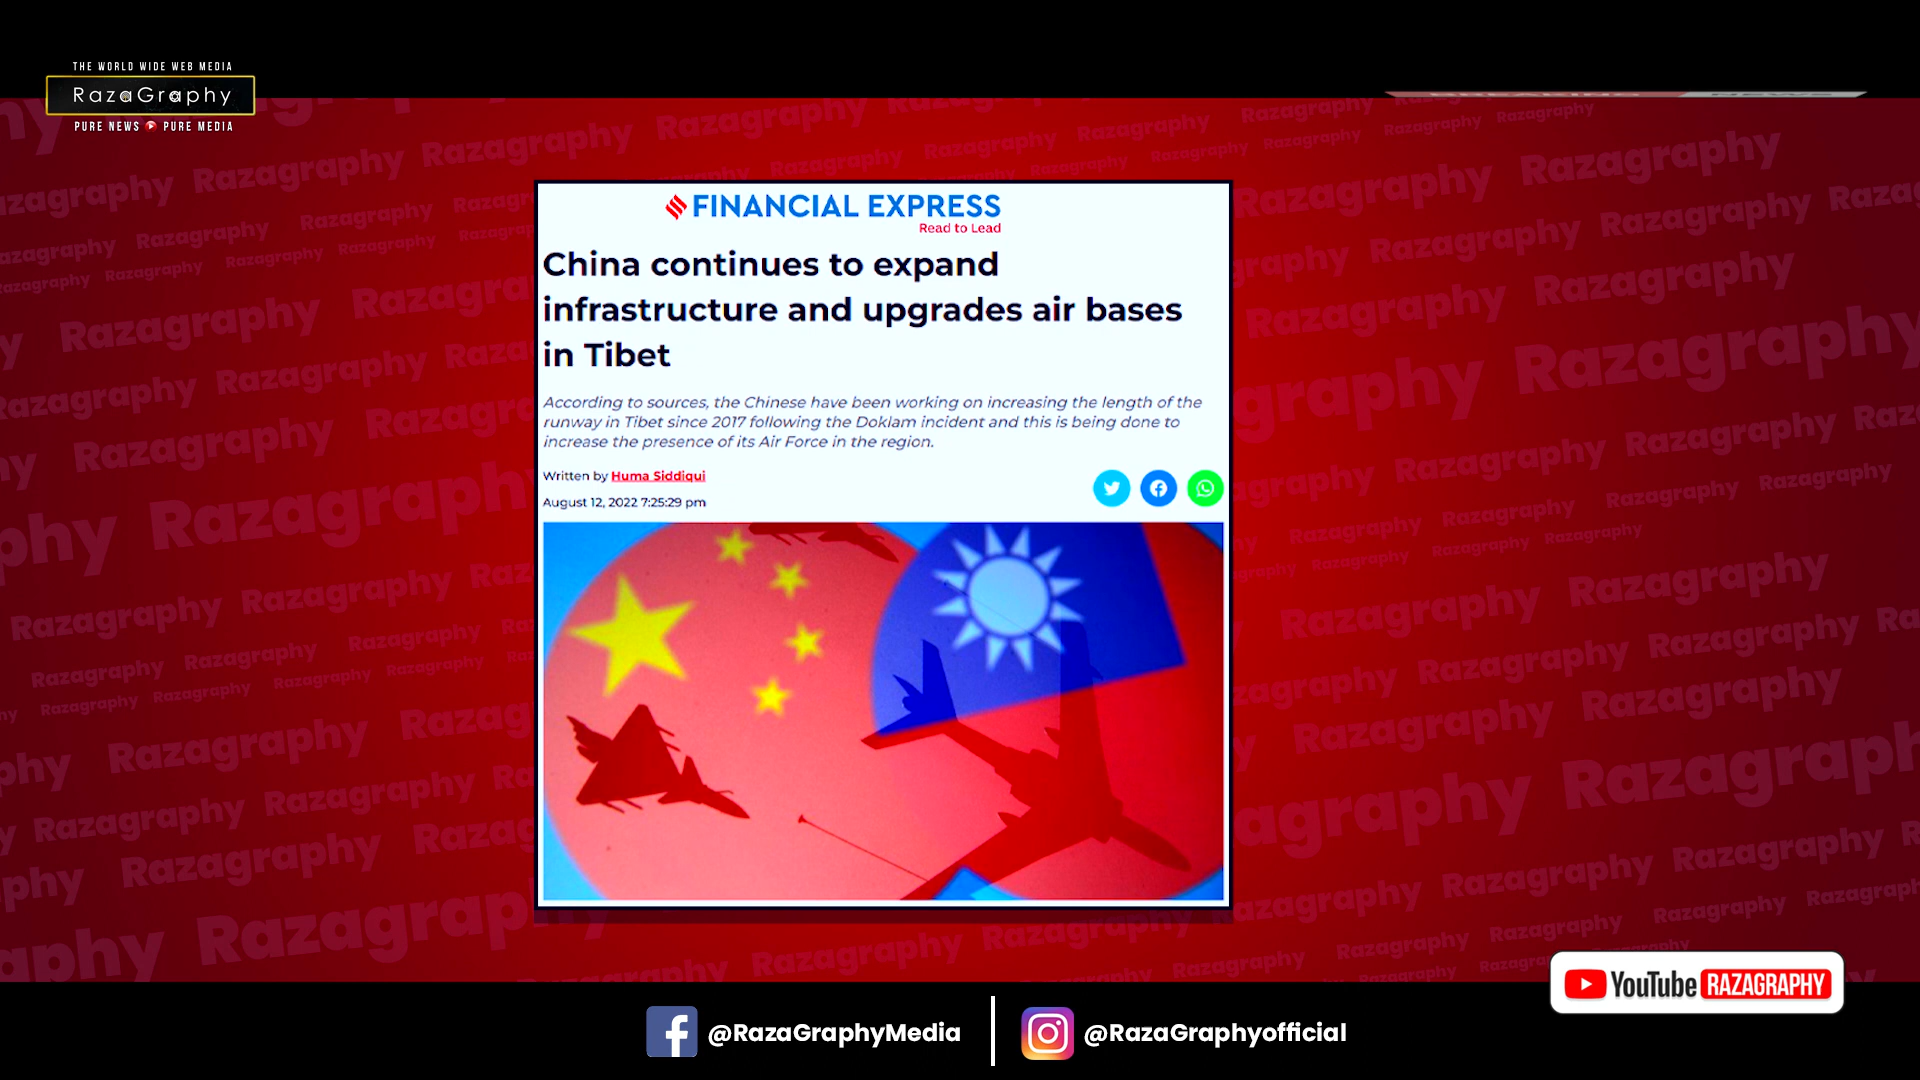 THE WORLD WIDE WEB MEDIA
RazaGraphy
PURE NEWS PURE MEDIA
FINANCIAL EXPRESS
Read to Lead
China continues to expand
infrastructure and upgrades air bases
in Tibet
According to sources, the Chinese have been working on increasing the length of the
runway in Tibet since 2017 following the Doklam incident and this is being done to
increase the presence of its Air Force in the region.
Written by Huma Siddiqui
August 12, 2022 7:25:29 pm
YouTube RAZAGRAPHY
@RazaGraphyMedia
@RazaGraphyofficial